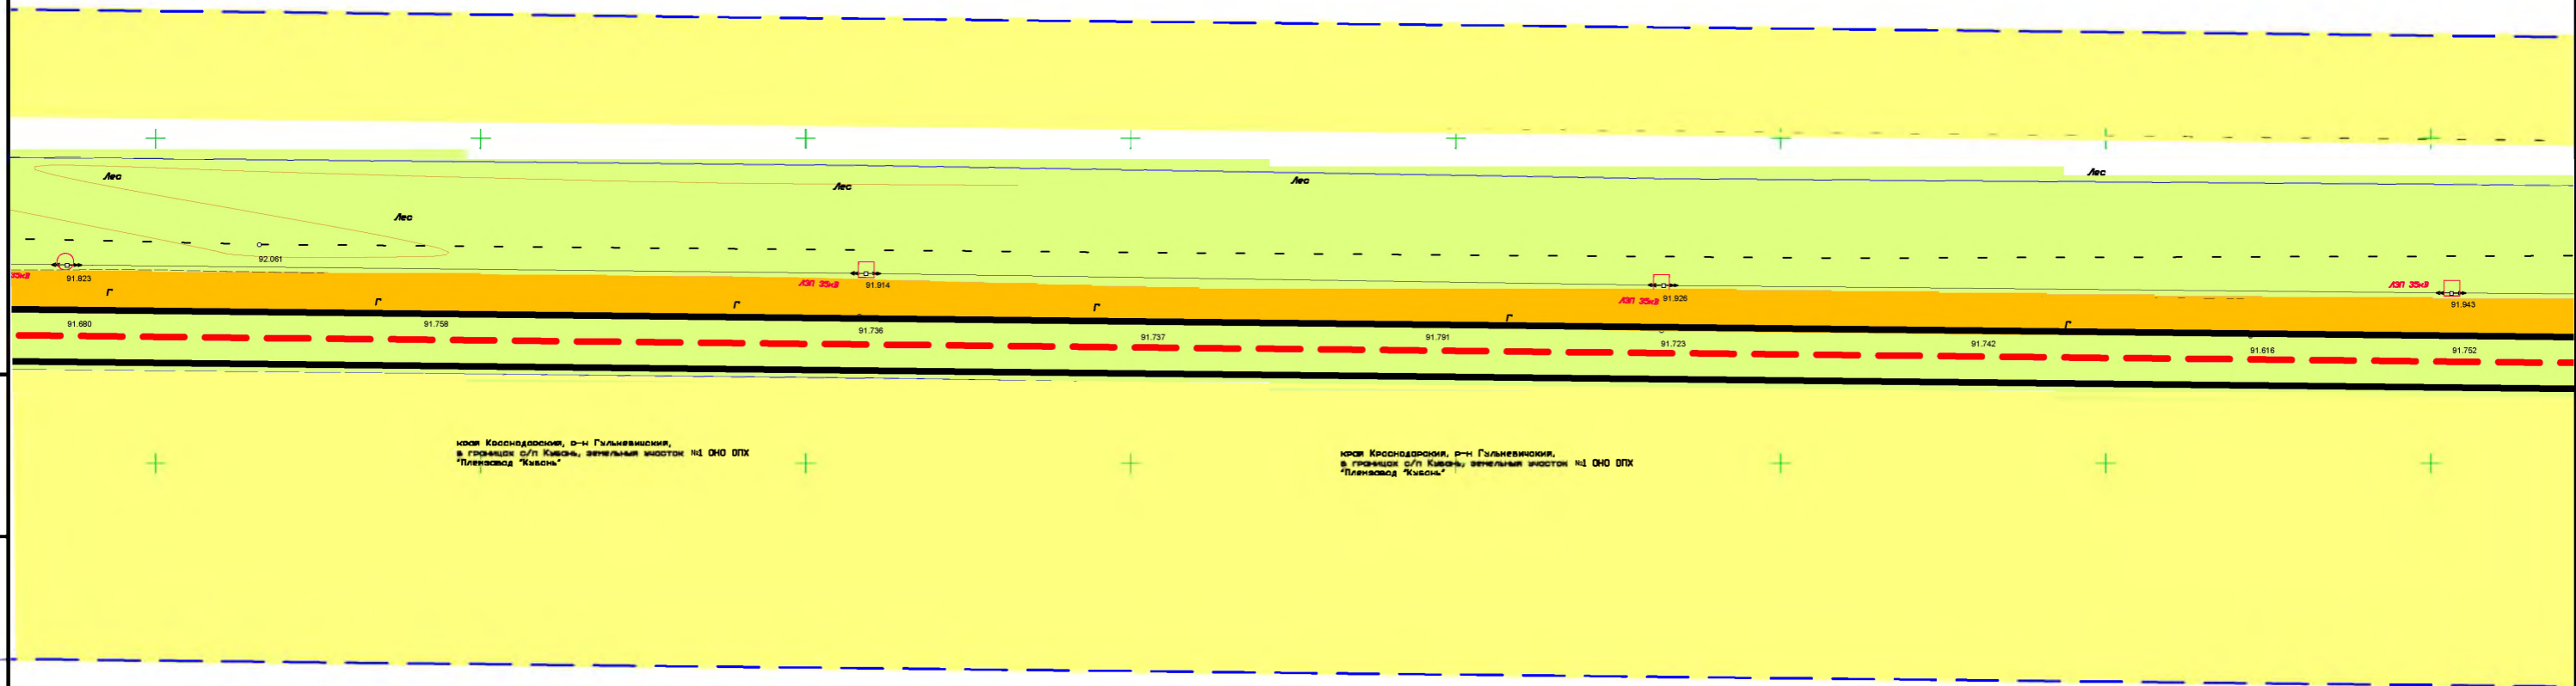 Лес
Лес
Лес
Лес
Лес
92.061
35кВ
91.823
ЛЭП 35кВ
91.914
ЛЭП 35кВ
91.926
ЛЭП 35кВ
91.943
Г
Г
Г
Г
Г
Г
91.680
91.758
91.736
91.737
91.791
91.723
91.742
91.616
91.752
край Краснодарский, р-н Гулькевичский,
в границах с/п Кубань, земельный участок №1 ОНО ОПХ
"Племзавод "Кубань"
край Краснодарский, р-н Гулькевичский,
в границах с/п Кубань, земельный участок №1 ОНО ОПХ
"Племзавод "Кубань"